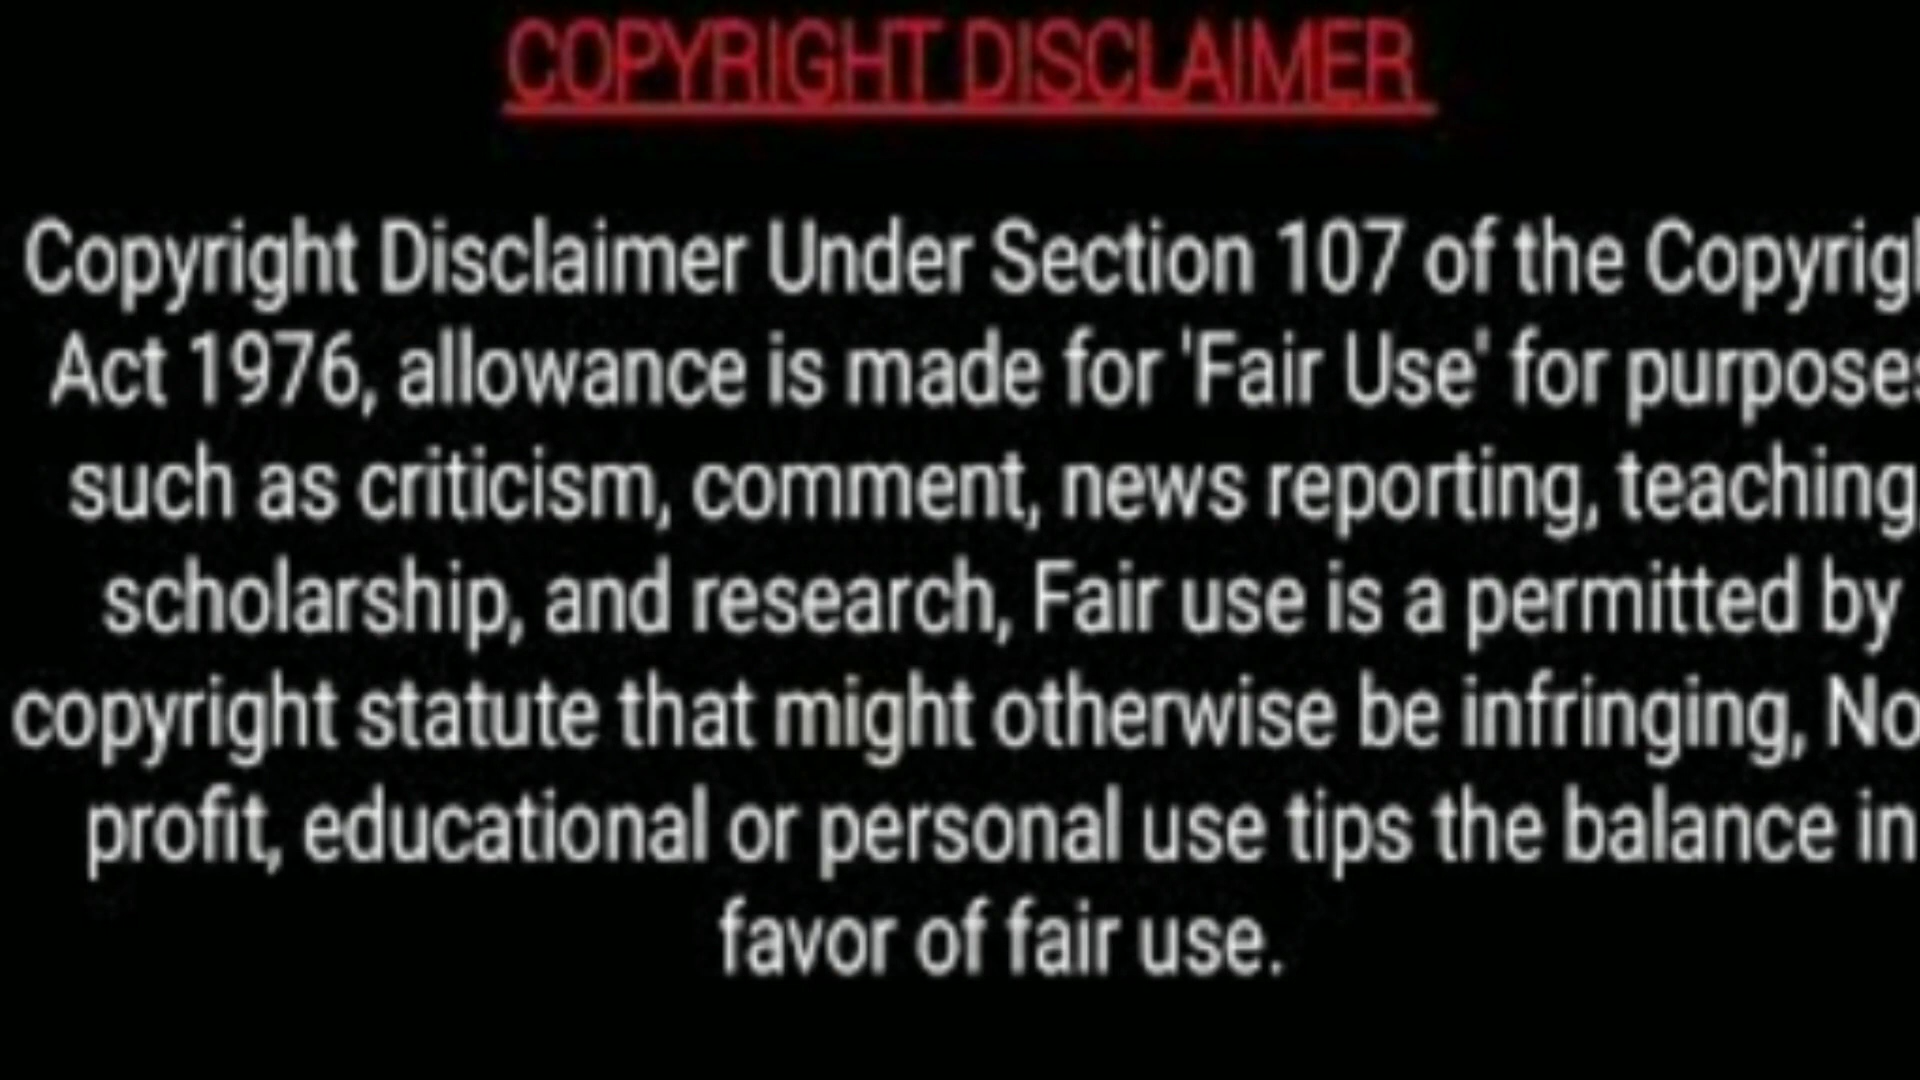 COPYRIGHT DISCLAIMER
Copyright Disclaimer Under Section 107 of the Copyrigh
Act 1976, allowance is made for 'Fair Use' for purposes
such as criticism, comment, news reporting, teaching
scholarship, and research, Fair use is a permitted by
copyright statute that might otherwise be infringing, No
profit, educational or personal use tips the balance in
favor of fair use.